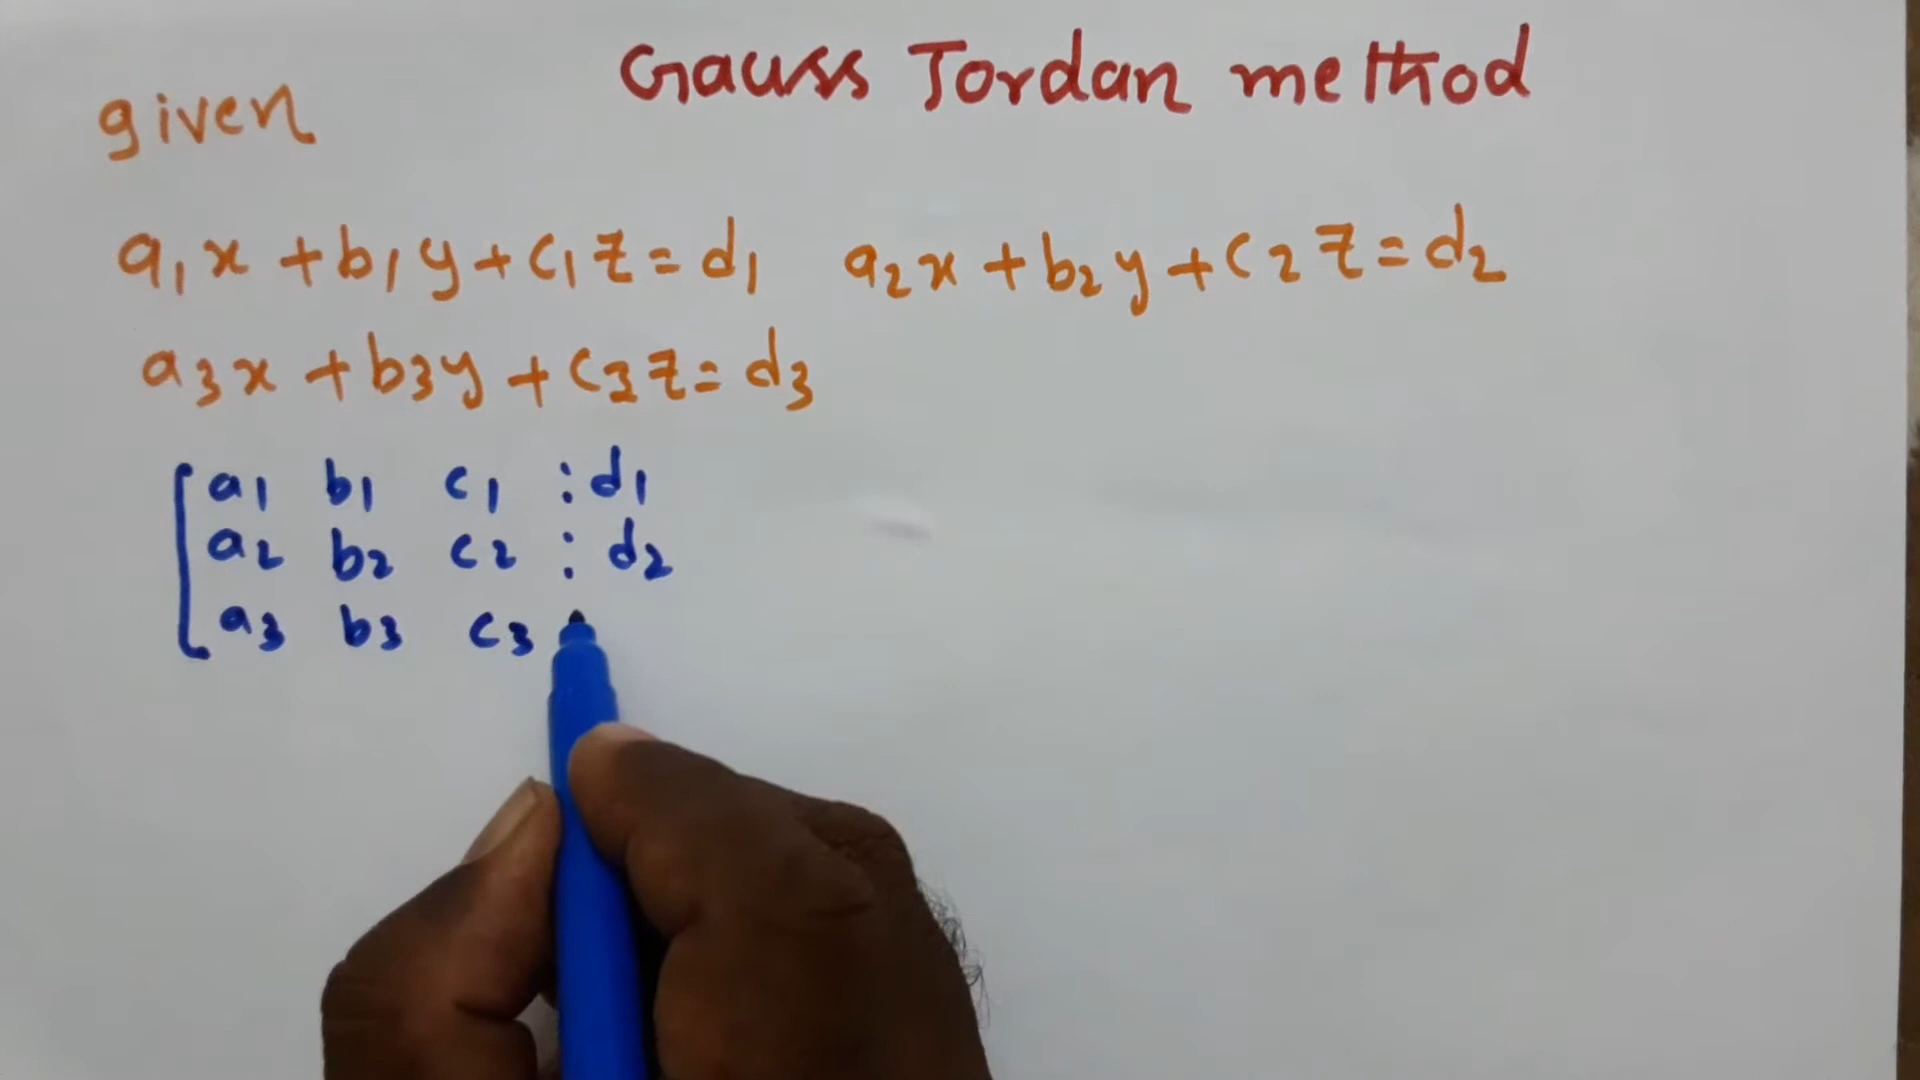 Gauss Jordan method
given
a1x + b1y + c1z = d1 a2x + b2y + c2z = d2
a3x + b3y + c3z = d3
[ a1 b1 c1 : d1
a2 b2 c2 : d2
a3 b3 c3